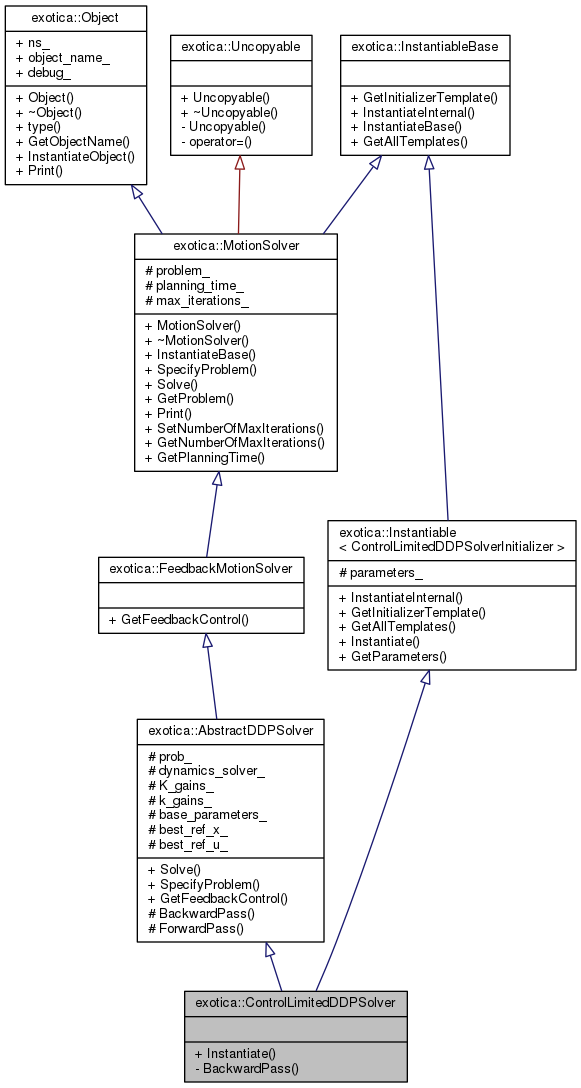 exotica::Object
+ ns_
+ object_name_
+ debug_
+ Object()
+ ~Object()
+ type()
+ GetObjectName()
+ InstantiateObject()
+ Print()
exotica::Uncopyable
+ Uncopyable()
+ ~Uncopyable()
- Uncopyable()
- operator=()
exotica::InstantiableBase
+ GetInitializerTemplate()
+ InstantiateInternal()
+ InstantiateBase()
+ GetAllTemplates()
exotica::MotionSolver
# problem_
# planning_time_
# max_iterations_
+ MotionSolver()
+ ~MotionSolver()
+ InstantiateBase()
+ SpecifyProblem()
+ Solve()
+ GetProblem()
+ Print()
+ SetNumberOfMaxIterations()
+ GetNumberOfMaxIterations()
+ GetPlanningTime()
exotica::Instantiable
< ControlLimitedDDPSolverInitializer >
# parameters_
+ InstantiateInternal()
+ GetInitializerTemplate()
+ GetAllTemplates()
+ Instantiate()
+ GetParameters()
exotica::FeedbackMotionSolver
+ GetFeedbackControl()
exotica::AbstractDDPSolver
# prob_
# dynamics_solver_
# K_gains_
# k_gains_
# base_parameters_
# best_ref_x_
# best_ref_u_
+ Solve()
+ SpecifyProblem()
+ GetFeedbackControl()
# BackwardPass()
# ForwardPass()
exotica::ControlLimitedDDPSolver
+ Instantiate()
- BackwardPass()